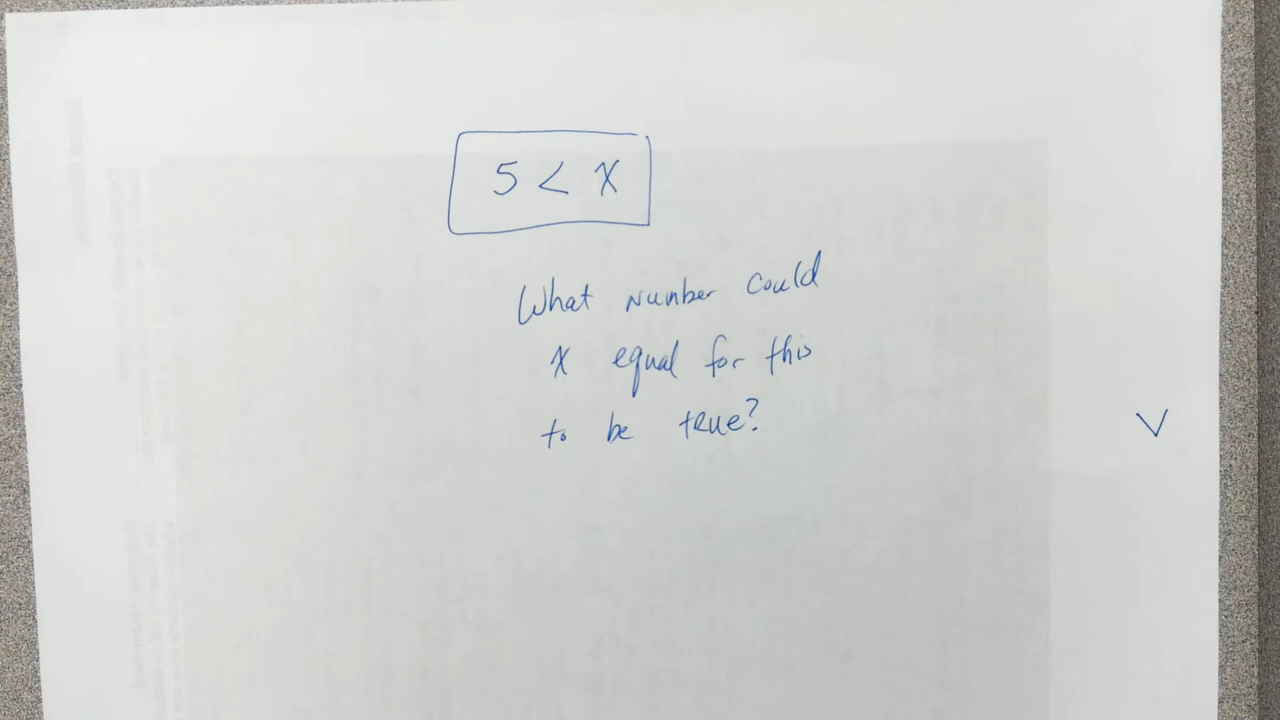 5 < x
What number could
x equal for this
to be true?
V